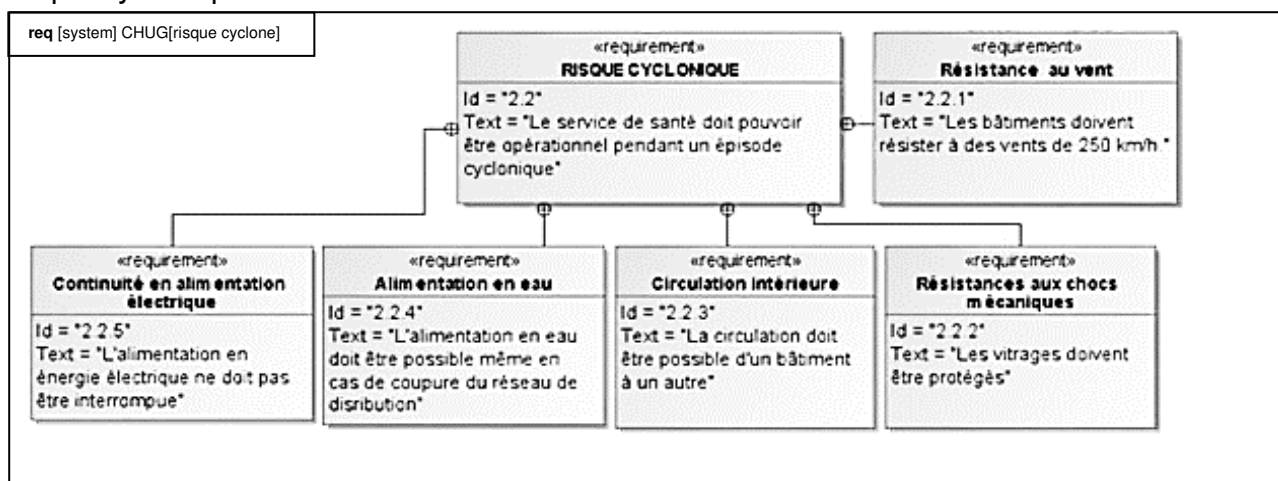 req [system] CHUG[risque cyclone]
«requirement»
RISQUE CYCLONIQUE
Id = "2.2"
Text = "Le service de santé doit pouvoir
être opérationnel pendant un épisode
cyclonique"
«requirement»
Résistance au vent
Id = "2.2.1"
Text = "Les bâtiments doivent
résister à des vents de 250 km/h."
«requirement»
Continuité en alimentation
électrique
Id = "2.2.5"
Text = "L'alimentation en
énergie électrique ne doit pas
être interrompue"
«requirement»
Alimentation en eau
Id = "2.2.4"
Text = "L'alimentation en eau
doit être possible même en
cas de coupure du réseau de
disribution"
«requirement»
Circulation intérieure
Id = "2.2.3"
Text = "La circulation doit
être possible d'un bâtiment
à un autre"
«requirement»
Résistances aux chocs
mécaniques
Id = "2.2.2"
Text = "Les vitrages doivent
être protégés"